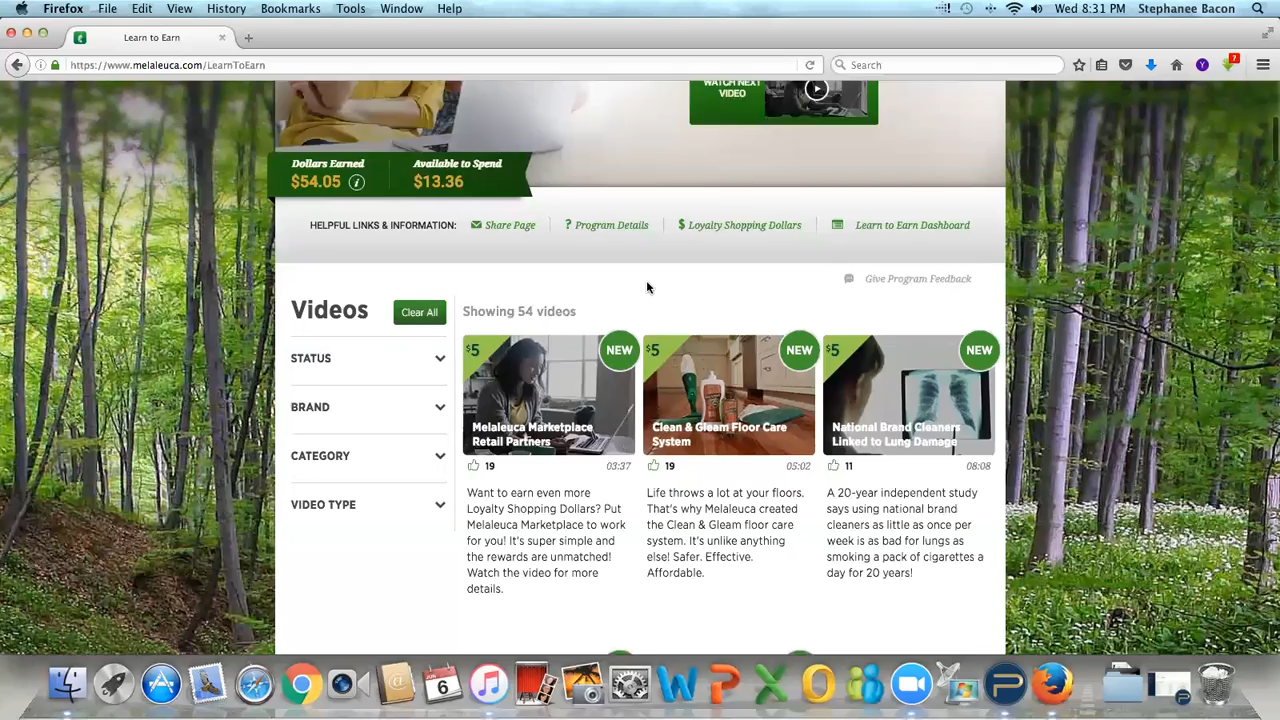 Firefox File Edit View History Bookmarks Tools Window Help Wed 8:31 PM Stephanee Bacon
Learn to Earn
https://www.melaleuca.com/LearnToEarn
Search
7
WATCH NEXT
VIDEO
Dollars Earned Available to Spend
$54.05 i $13.36
HELPFUL LINKS & INFORMATION: Share Page ? Program Details $ Loyalty Shopping Dollars Learn to Earn Dashboard
Give Program Feedback
Videos Clear All
Showing 54 videos
STATUS
BRAND
CATEGORY
VIDEO TYPE
$5 NEW
Melaleuca Marketplace
Retail Partners
19 03:37
Want to earn even more
Loyalty Shopping Dollars? Put
Melaleuca Marketplace to work
for you! It's super simple and
the rewards are unmatched!
Watch the video for more
details.
$5 NEW
Clean & Gleam Floor Care
System
19 05:02
Life throws a lot at your floors.
That's why Melaleuca created
the Clean & Gleam floor care
system. It's unlike anything
else! Safer. Effective.
Affordable.
$5 NEW
National Brand Cleaners
Linked to Lung Damage
11 08:08
A 20-year independent study
says using national brand
cleaners as little as once per
week is as bad for lungs as
smoking a pack of cigarettes a
day for 20 years!
6